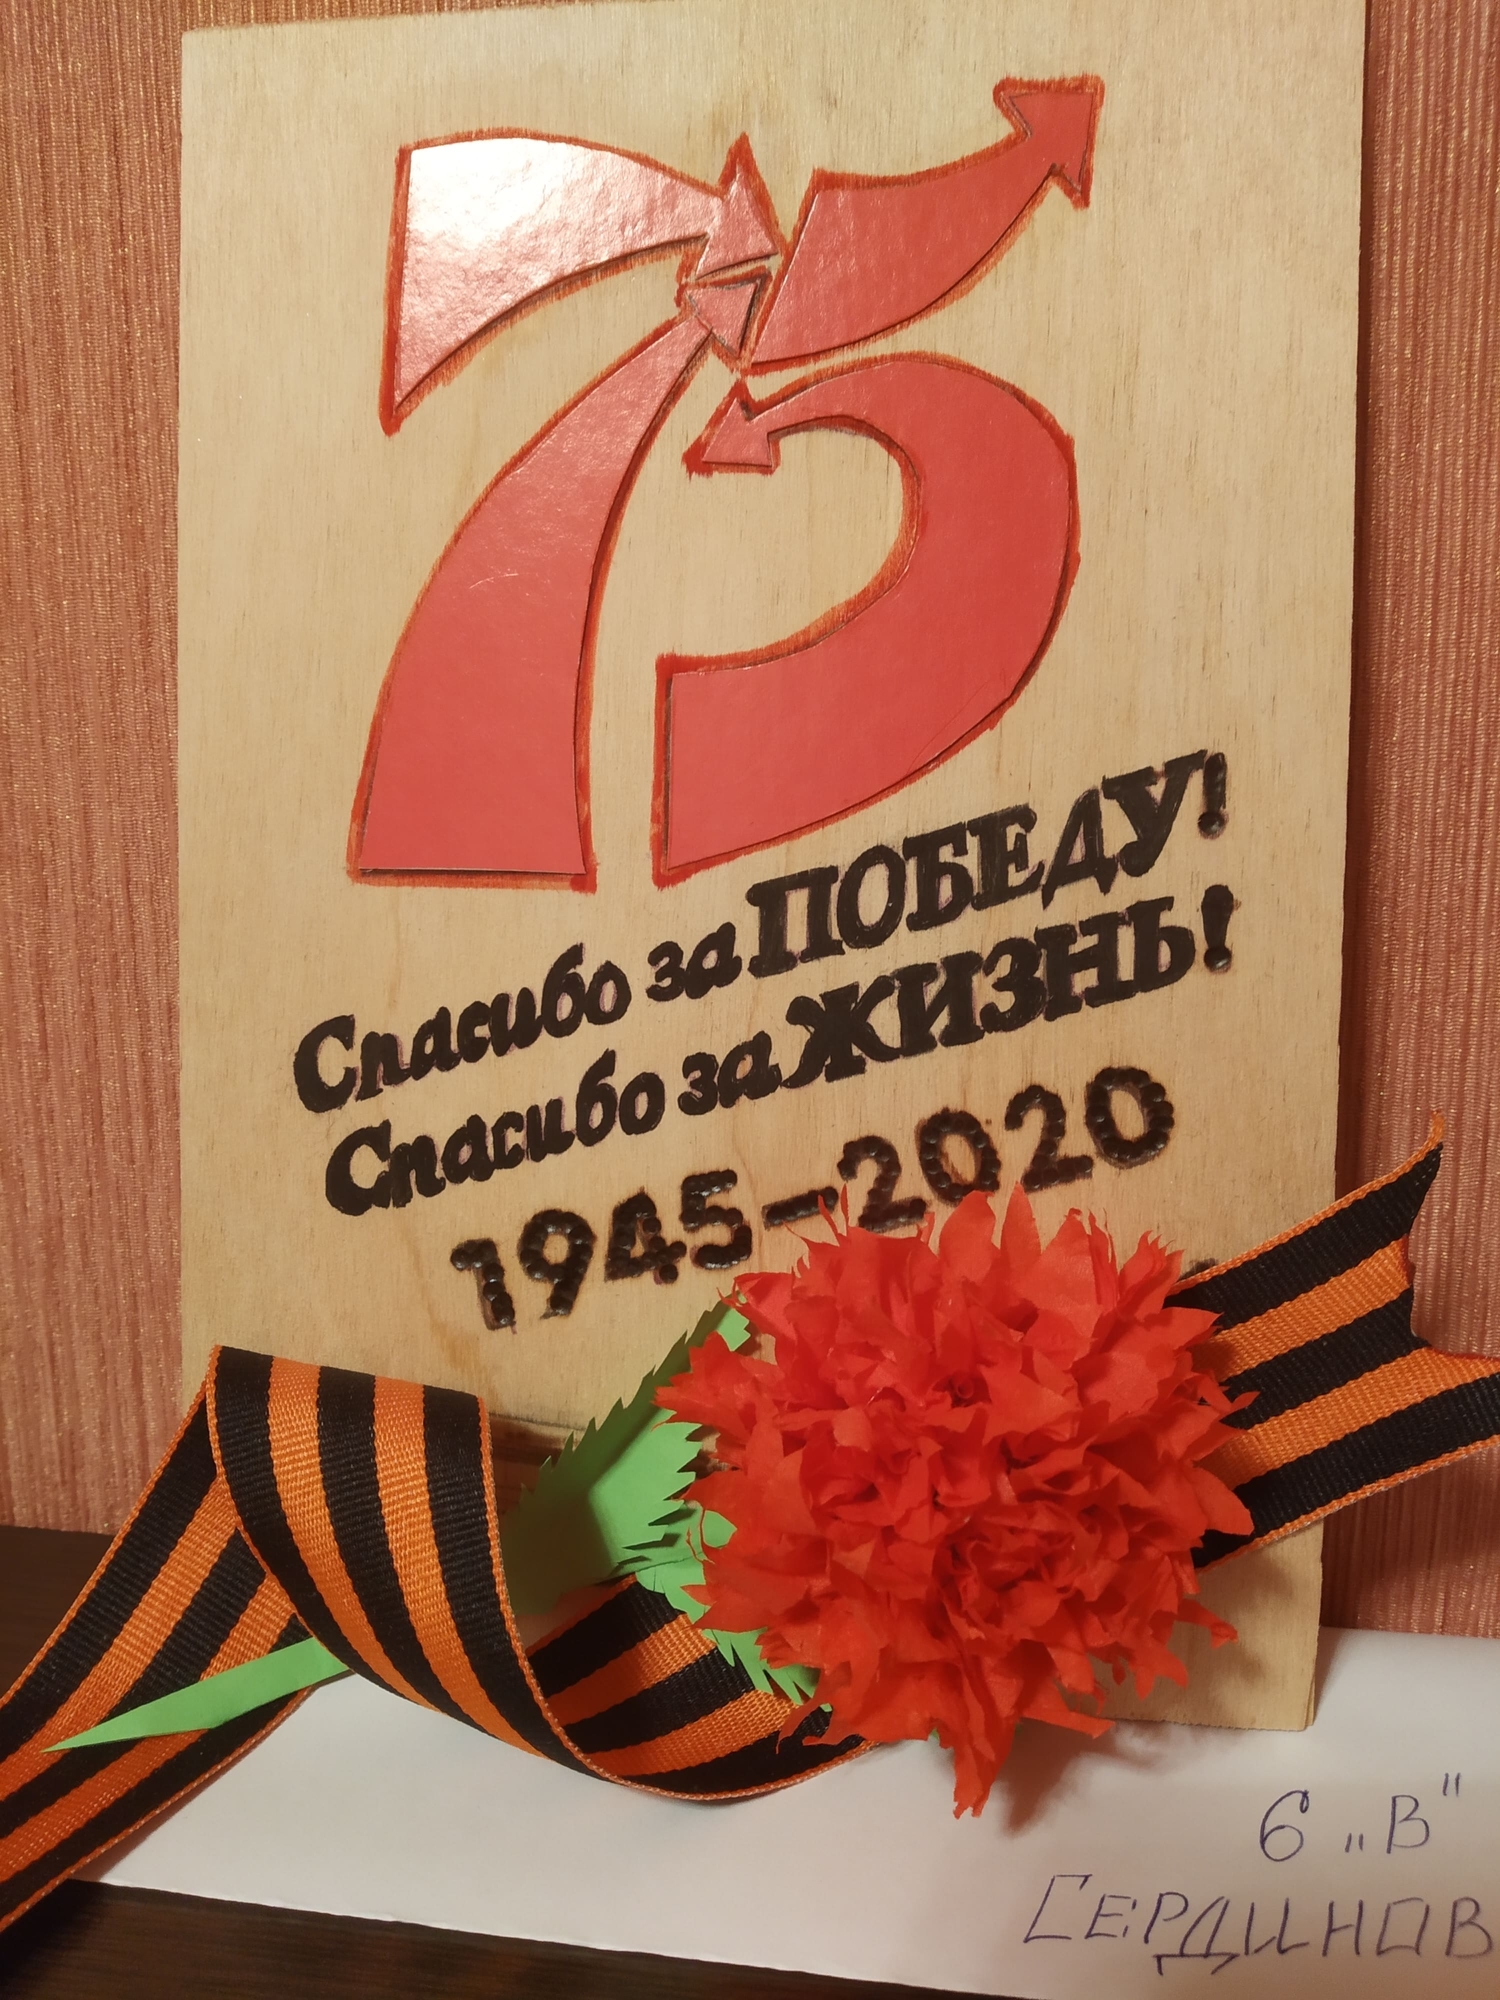 75
Спасибо за ПОБЕДУ!
Спасибо за ЖИЗНЬ!
1945–2020
6 „В"
СЕРДИНОВ